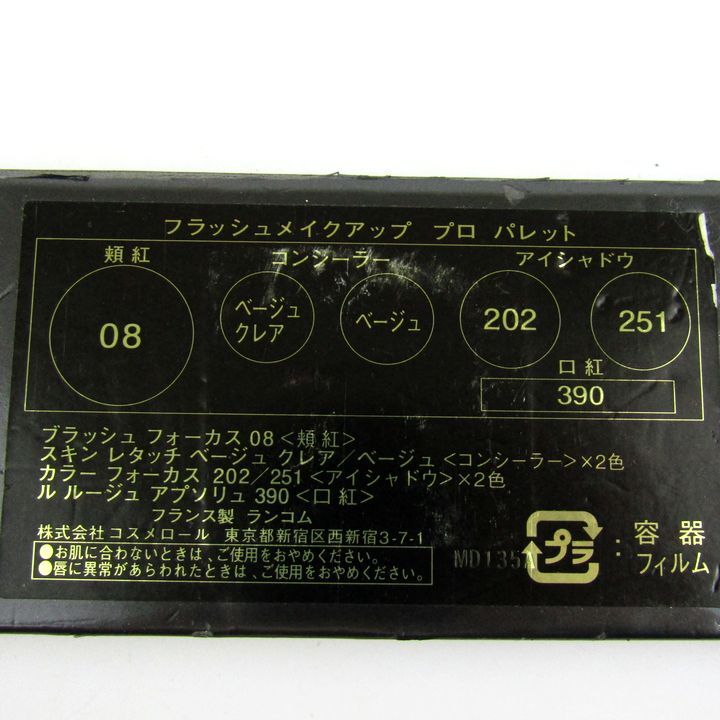 フラッシュメイクアップ プロ パレット
頬紅 コンシーラー アイシャドウ
08 ベージュ クレア ベージュ 202 251
口紅
390
ブラッシュ フォーカス 08 <頬紅>
スキン レタッチ ベージュ クレア／ベージュ <コンシーラー>×2色
カラー フォーカス 202／251 <アイシャドウ>×2色
ル ルージュ アプソリュ 390 <口紅>
フランス製 ランコム
株式会社コスメロール 東京都新宿区西新宿3-7-1
●お肌に合わないときは、ご使用をおやめください。
●唇に異常があらわれたときは、ご使用をおやめください。
MD135A
プラ : 容器
フィルム